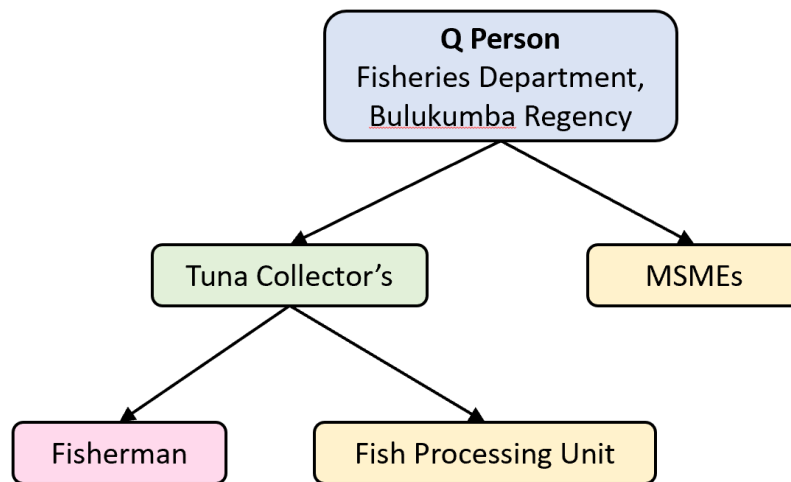 Q Person
Fisheries Department,
Bulukumba Regency
Tuna Collector's
MSMEs
Fisherman
Fish Processing Unit